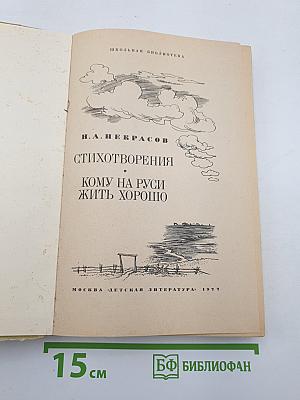 ШКОЛЬНАЯ БИБЛИОТЕКА
Н. А. НЕКРАСОВ
СТИХОТВОРЕНИЯ
•
КОМУ НА РУСИ
ЖИТЬ ХОРОШО
МОСКВА «ДЕТСКАЯ ЛИТЕРАТУРА» 1977
15 см
БФ БИБЛИОФАН